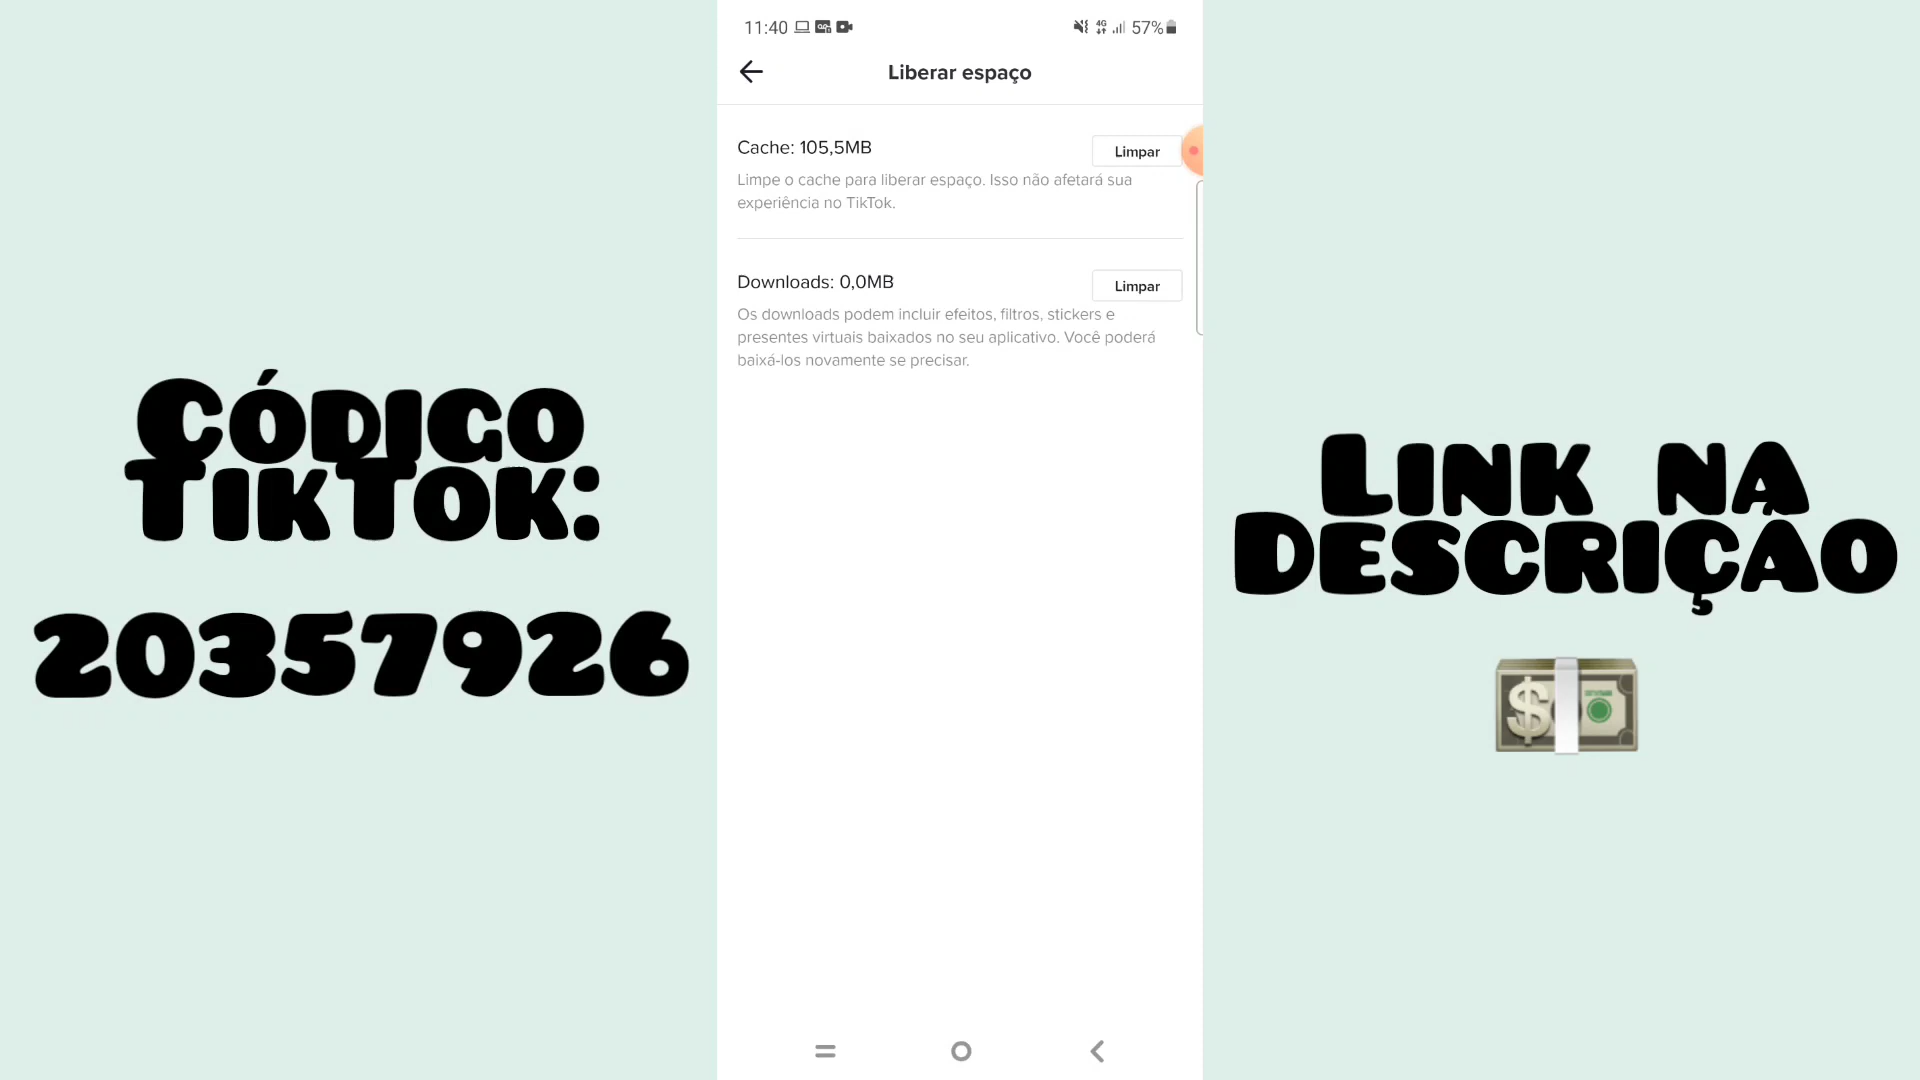 11:40
4G
57%
Liberar espaço
Cache: 105,5MB
Limpar
Limpe o cache para liberar espaço. Isso não afetará sua
experiência no TikTok.
Downloads: 0,0MB
Limpar
Os downloads podem incluir efeitos, filtros, stickers e
presentes virtuais baixados no seu aplicativo. Você poderá
baixá-los novamente se precisar.
Código
TikTok:
20357926
Link na
Descrição